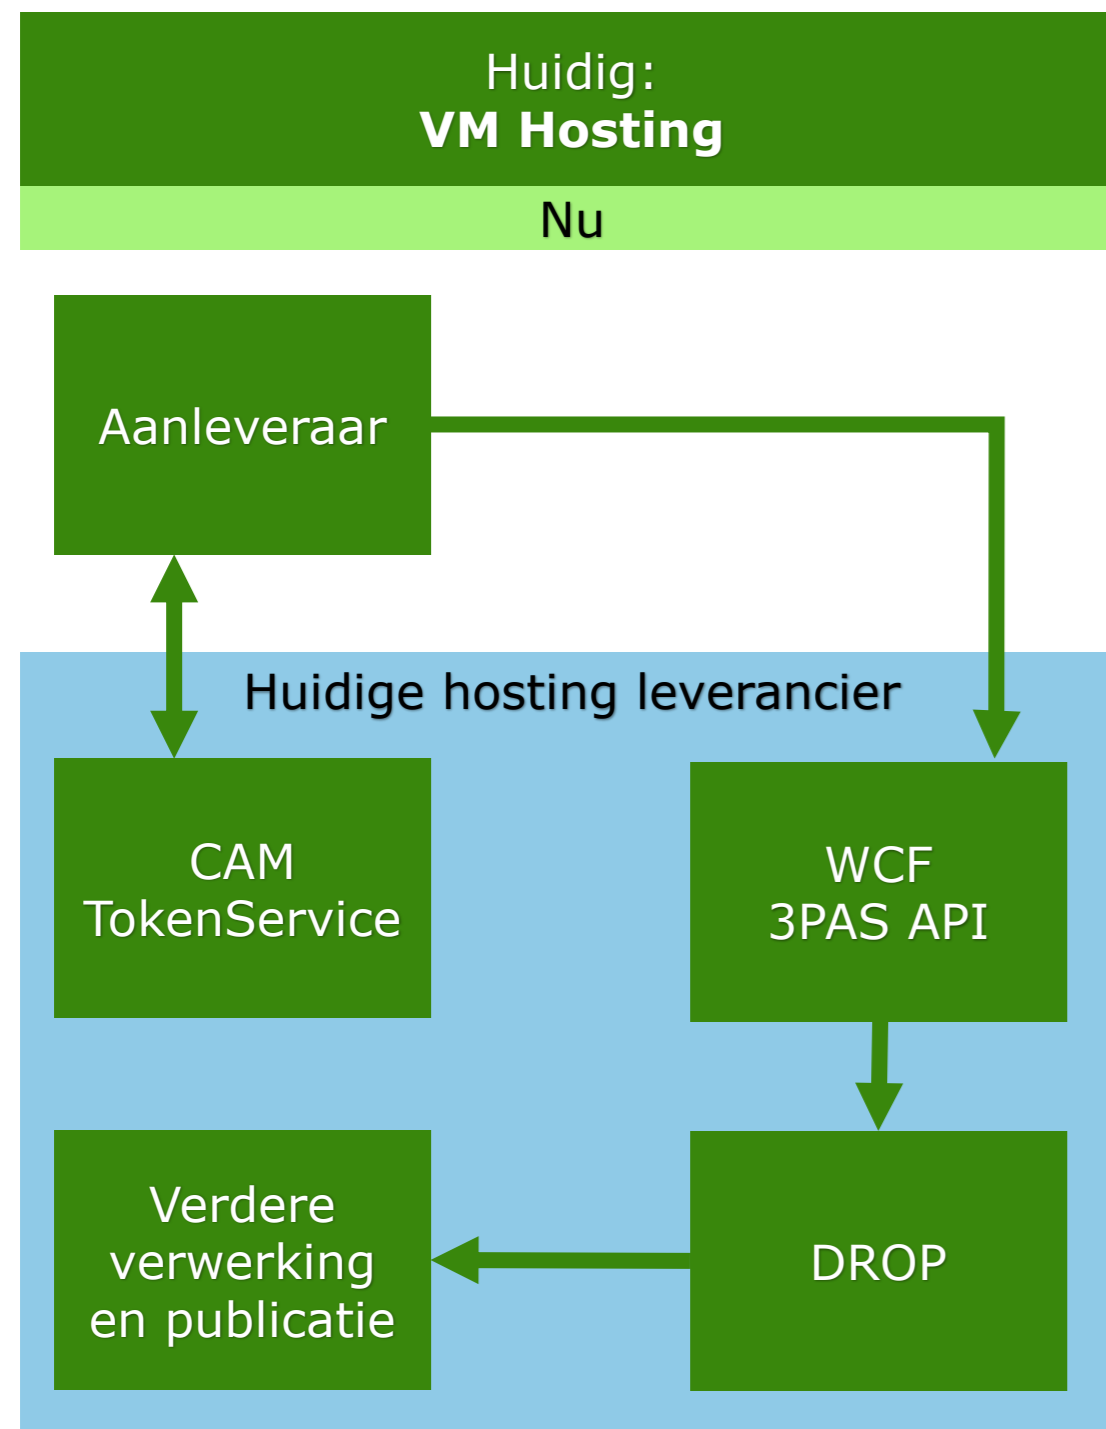 Huidig:
VM Hosting
Nu
Aanleveraar
Huidige hosting leverancier
CAM
TokenService
WCF
3PAS API
Verdere
verwerking
en publicatie
DROP